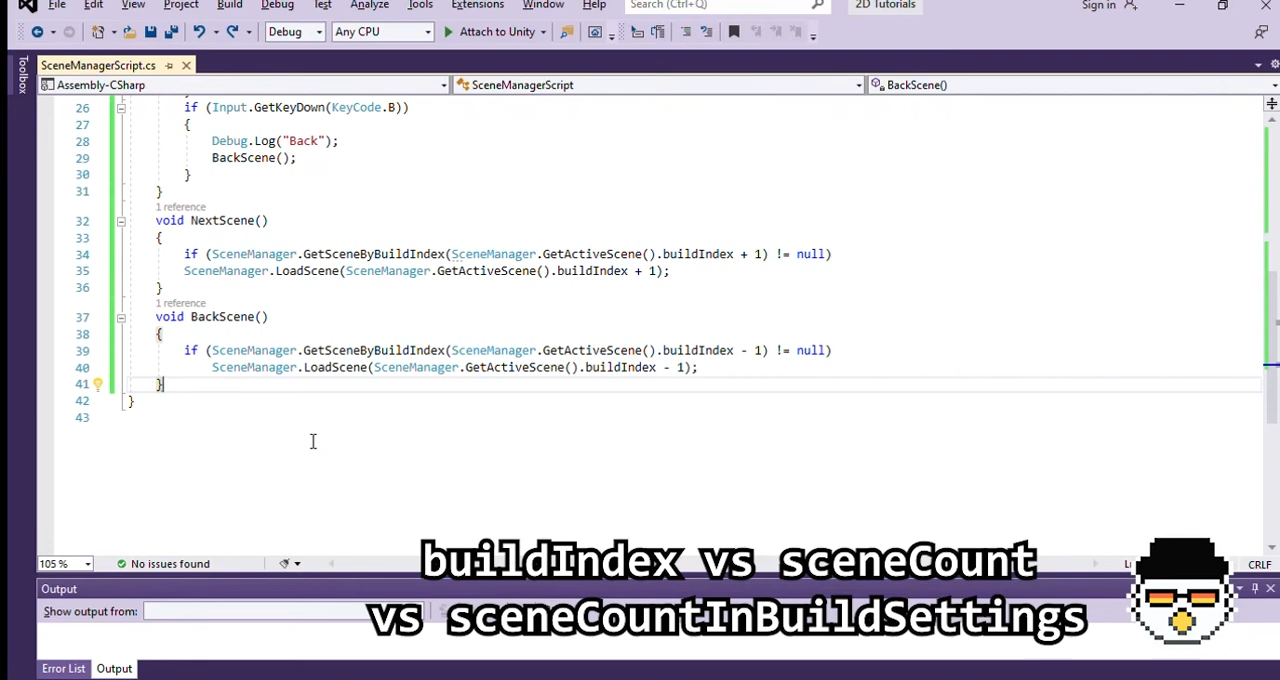 File Edit View Project Build Debug Test Analyze Tools Extensions Window Help Search (Ctrl+Q) 2D Tutorials Sign in
Debug Any CPU Attach to Unity
Toolbox
SceneManagerScript.cs
Assembly-CSharp SceneManagerScript BackScene()
26 if (Input.GetKeyDown(KeyCode.B))
27 {
28 Debug.Log("Back");
29 BackScene();
30 }
31 }
1 reference
32 void NextScene()
33 {
34 if (SceneManager.GetSceneByBuildIndex(SceneManager.GetActiveScene().buildIndex + 1) != null)
35 SceneManager.LoadScene(SceneManager.GetActiveScene().buildIndex + 1);
36 }
1 reference
37 void BackScene()
38 {
39 if (SceneManager.GetSceneByBuildIndex(SceneManager.GetActiveScene().buildIndex - 1) != null)
40 SceneManager.LoadScene(SceneManager.GetActiveScene().buildIndex - 1);
41 }
42 }
43
105 % No issues found CRLF
buildIndex vs sceneCount
vs sceneCountInBuildSettings
Output
Show output from:
Error List Output